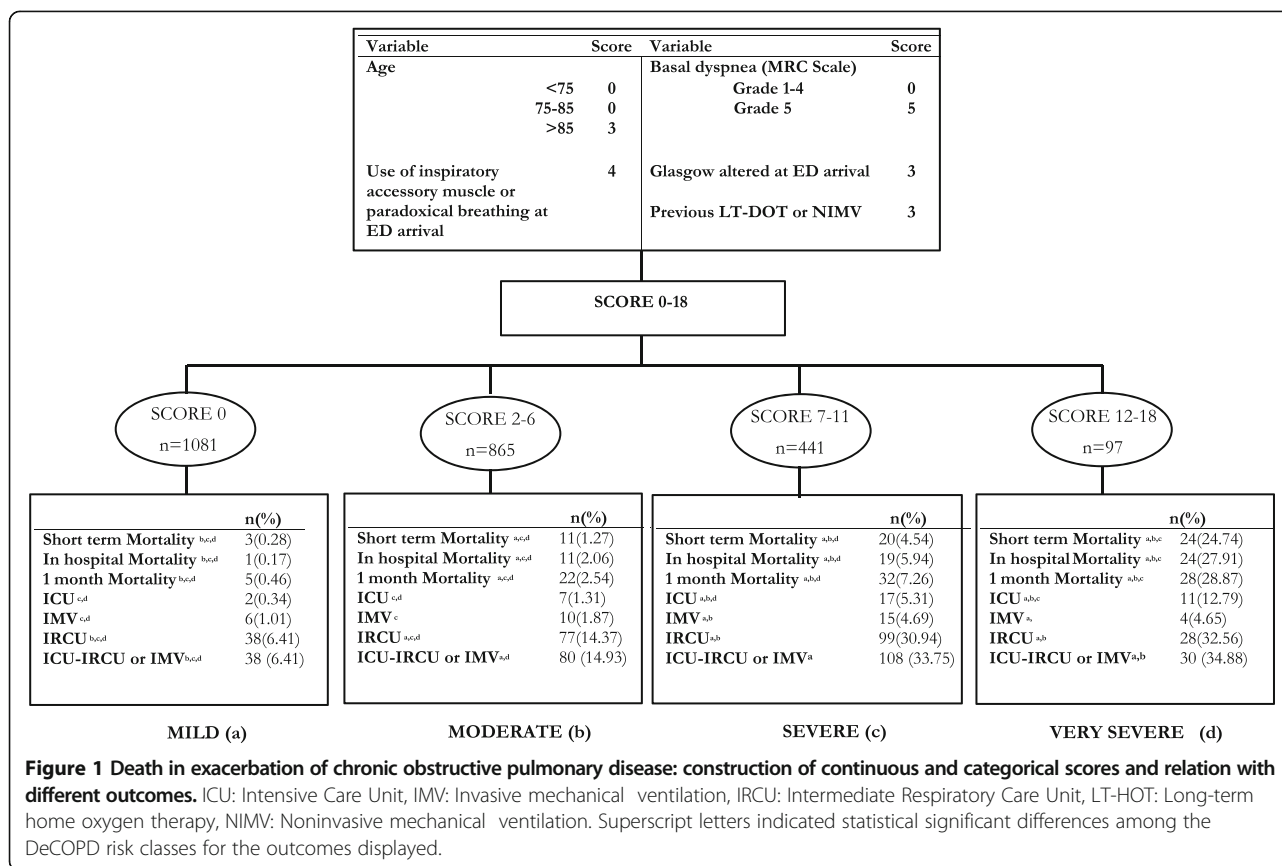 Variable Score Variable Score
Age Basal dyspnea (MRC Scale)
<75 0 Grade 1-4 0
75-85 0 Grade 5 5
>85 3
Use of inspiratory 4 Glasgow altered at ED arrival 3
accessory muscle or
paradoxical breathing at Previous LT-DOT or NIMV 3
ED arrival
SCORE 0-18
SCORE 0
n=1081
SCORE 2-6
n=865
SCORE 7-11
n=441
SCORE 12-18
n=97
n(%)
Short term Mortality b,c,d 3(0.28)
In hospital Mortality b,c,d 1(0.17)
1 month Mortality b,c,d 5(0.46)
ICU c,d 2(0.34)
IMV c,d 6(1.01)
IRCU b,c,d 38(6.41)
ICU-IRCU or IMV b,c,d 38 (6.41)
MILD (a)
n(%)
Short term Mortality a,c,d 11(1.27)
In hospital Mortality a,c,d 11(2.06)
1 month Mortality a,c,d 22(2.54)
ICU c,d 7(1.31)
IMV c 10(1.87)
IRCU a,c,d 77(14.37)
ICU-IRCU or IMV a,d 80 (14.93)
MODERATE (b)
n(%)
Short term Mortality a,b,d 20(4.54)
In hospital Mortality a,b,d 19(5.94)
1 month Mortality a,b,d 32(7.26)
ICU a,b,d 17(5.31)
IMV a,b 15(4.69)
IRCU a,b 99(30.94)
ICU-IRCU or IMV a 108 (33.75)
SEVERE (c)
n(%)
Short term Mortality a,b,c 24(24.74)
In hospital Mortality a,b,c 24(27.91)
1 month Mortality a,b,c 28(28.87)
ICU a,b,c 11(12.79)
IMV a, 4(4.65)
IRCU a,b 28(32.56)
ICU-IRCU or IMV a,b 30 (34.88)
VERY SEVERE (d)
Figure 1 Death in exacerbation of chronic obstructive pulmonary disease: construction of continuous and categorical scores and relation with
different outcomes. ICU: Intensive Care Unit, IMV: Invasive mechanical ventilation, IRCU: Intermediate Respiratory Care Unit, LT-HOT: Long-term
home oxygen therapy, NIMV: Noninvasive mechanical ventilation. Superscript letters indicated statistical significant differences among the
DeCOPD risk classes for the outcomes displayed.